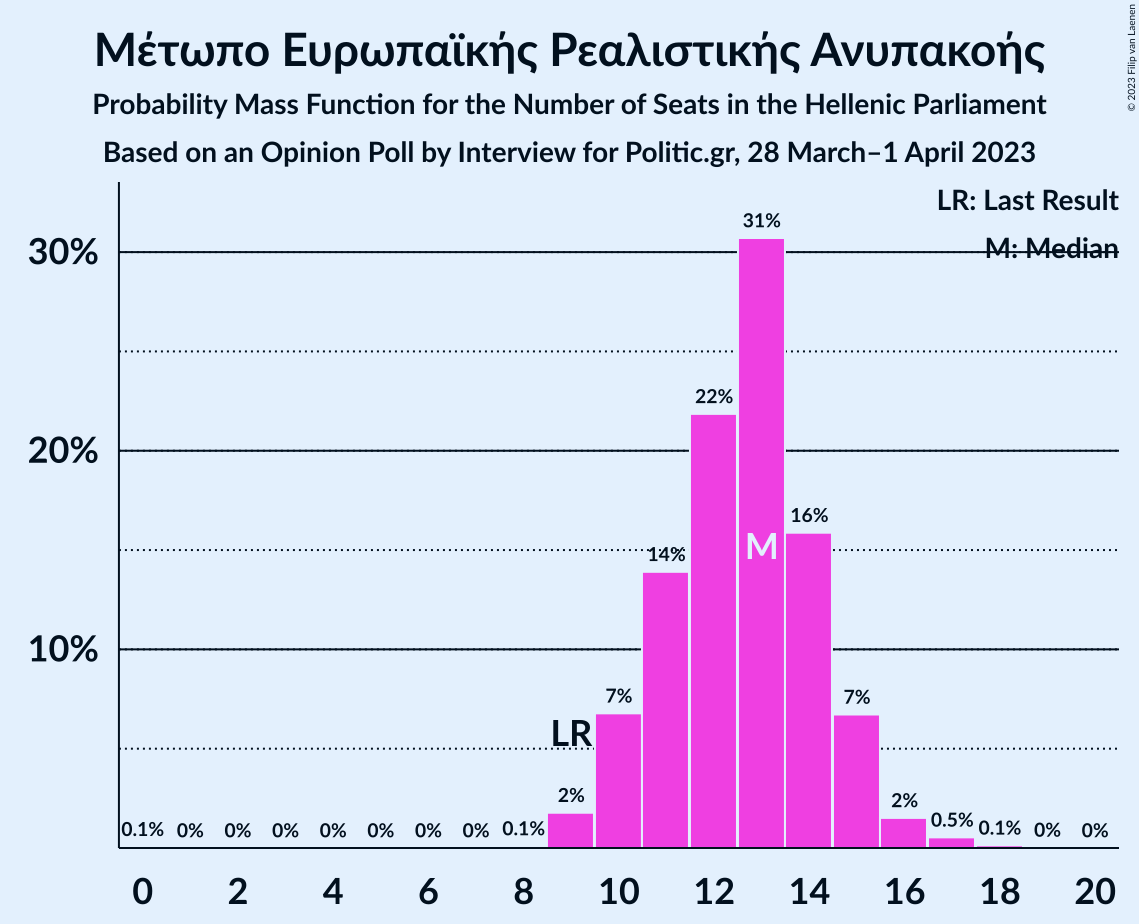 Μέτωπο Ευρωπαϊκής Ρεαλιστικής Ανυπακοής
Probability Mass Function for the Number of Seats in the Hellenic Parliament
Based on an Opinion Poll by Interview for Politic.gr, 28 March–1 April 2023
© 2023 Filip van Laenen
LR: Last Result
M: Median
30%
20%
10%
0.1% 0% 0% 0% 0% 0% 0% 0% 0.1% 2% 7% 14% 22% 31% 16% 7% 2% 0.5% 0.1% 0% 0%
LR
M
0 2 4 6 8 10 12 14 16 18 20